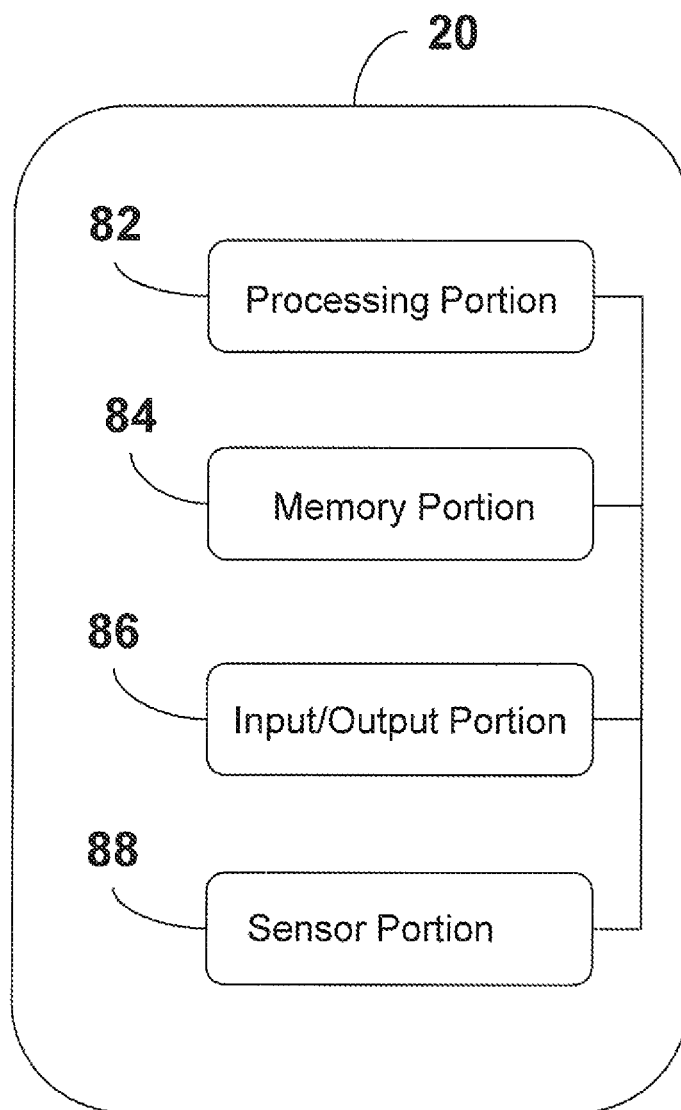 20
82
Processing Portion
84
Memory Portion
86
Input/Output Portion
88
Sensor Portion